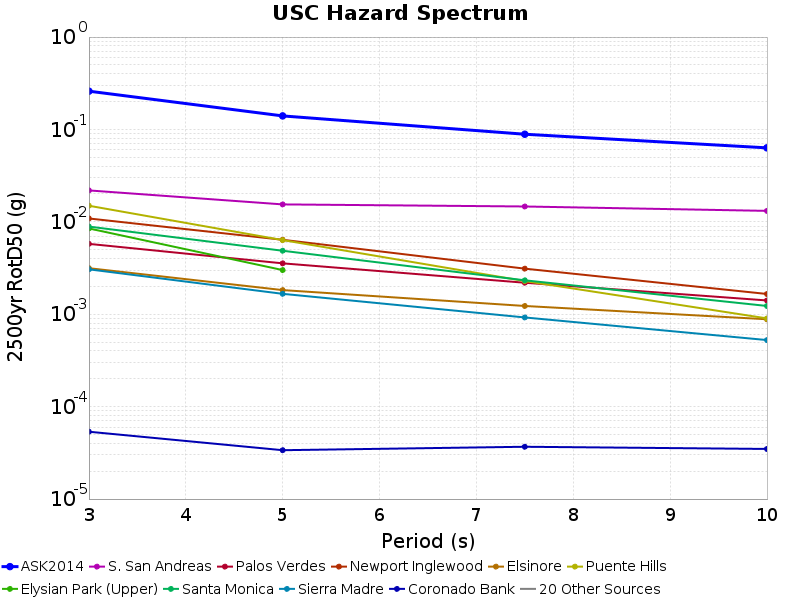 USC Hazard Spectrum
10^0
10^-1
10^-2
10^-3
10^-4
10^-5
2500yr RotD50 (g)
3 4 5 6 7 8 9 10
Period (s)
ASK2014 S. San Andreas Palos Verdes Newport Inglewood Elsinore Puente Hills
Elysian Park (Upper) Santa Monica Sierra Madre Coronado Bank 20 Other Sources